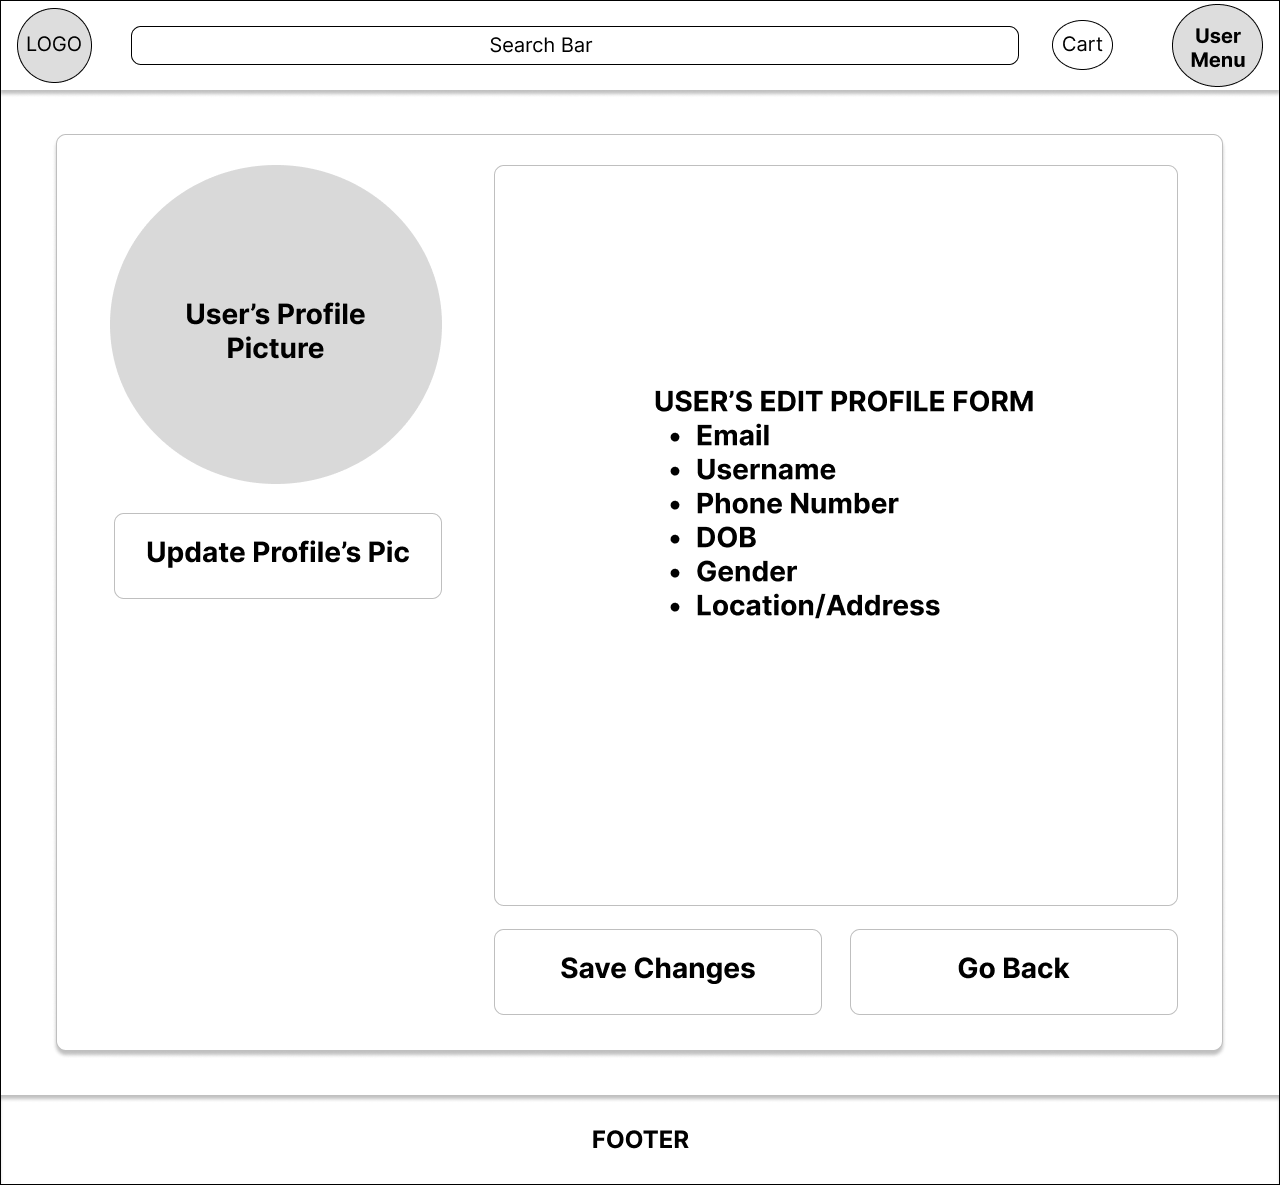 LOGO
Search Bar
Cart
User
Menu
User’s Profile
Picture
Update Profile’s Pic
USER’S EDIT PROFILE FORM
• Email
• Username
• Phone Number
• DOB
• Gender
• Location/Address
Save Changes
Go Back
FOOTER